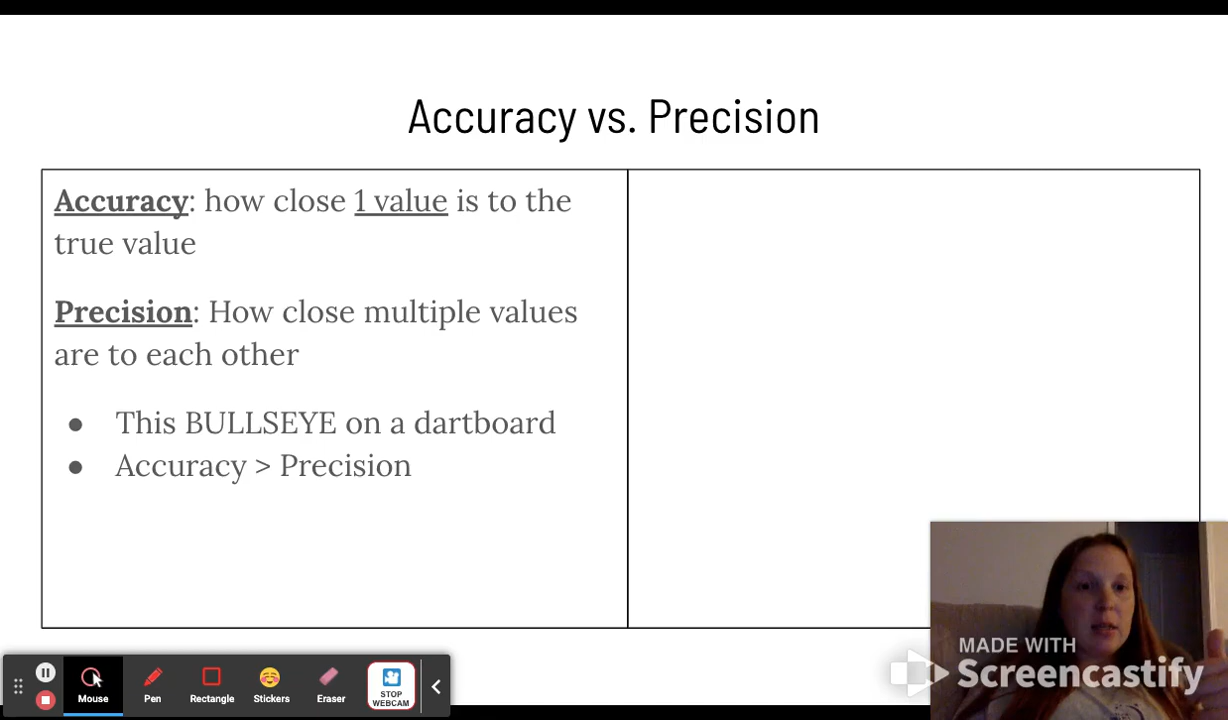 Accuracy vs. Precision
Accuracy: how close 1 value is to the
true value
Precision: How close multiple values
are to each other
● This BULLSEYE on a dartboard
● Accuracy > Precision
MADE WITH
Screencastify
Mouse
Pen
Rectangle
Stickers
Eraser
STOP
WEBCAM